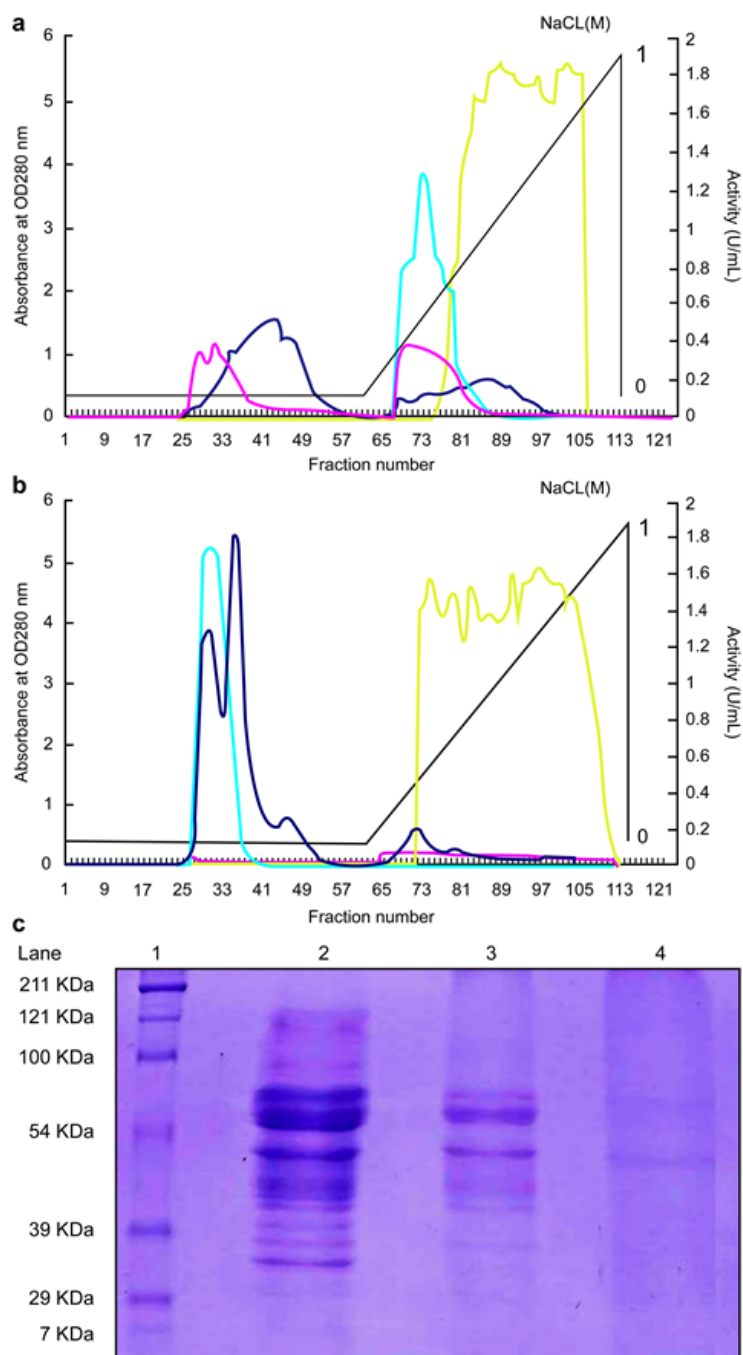 a
NaCL(M)
6
5
4
3
2
1
0
Absorbance at OD280 nm
1
0
2
1.8
1.6
1.4
1.2
1
0.8
0.6
0.4
0.2
0
Activity (U/mL)
1 9 17 25 33 41 49 57 65 73 81 89 97 105 113 121
Fraction number
b
NaCL(M)
6
5
4
3
2
1
0
Absorbance at OD280 nm
1
0
2
1.8
1.6
1.4
1.2
1
0.8
0.6
0.4
0.2
0
Activity (U/mL)
1 9 17 25 33 41 49 57 65 73 81 89 97 105 113 121
Fraction number
c
Lane 1 2 3 4
211 KDa
121 KDa
100 KDa
54 KDa
39 KDa
29 KDa
7 KDa